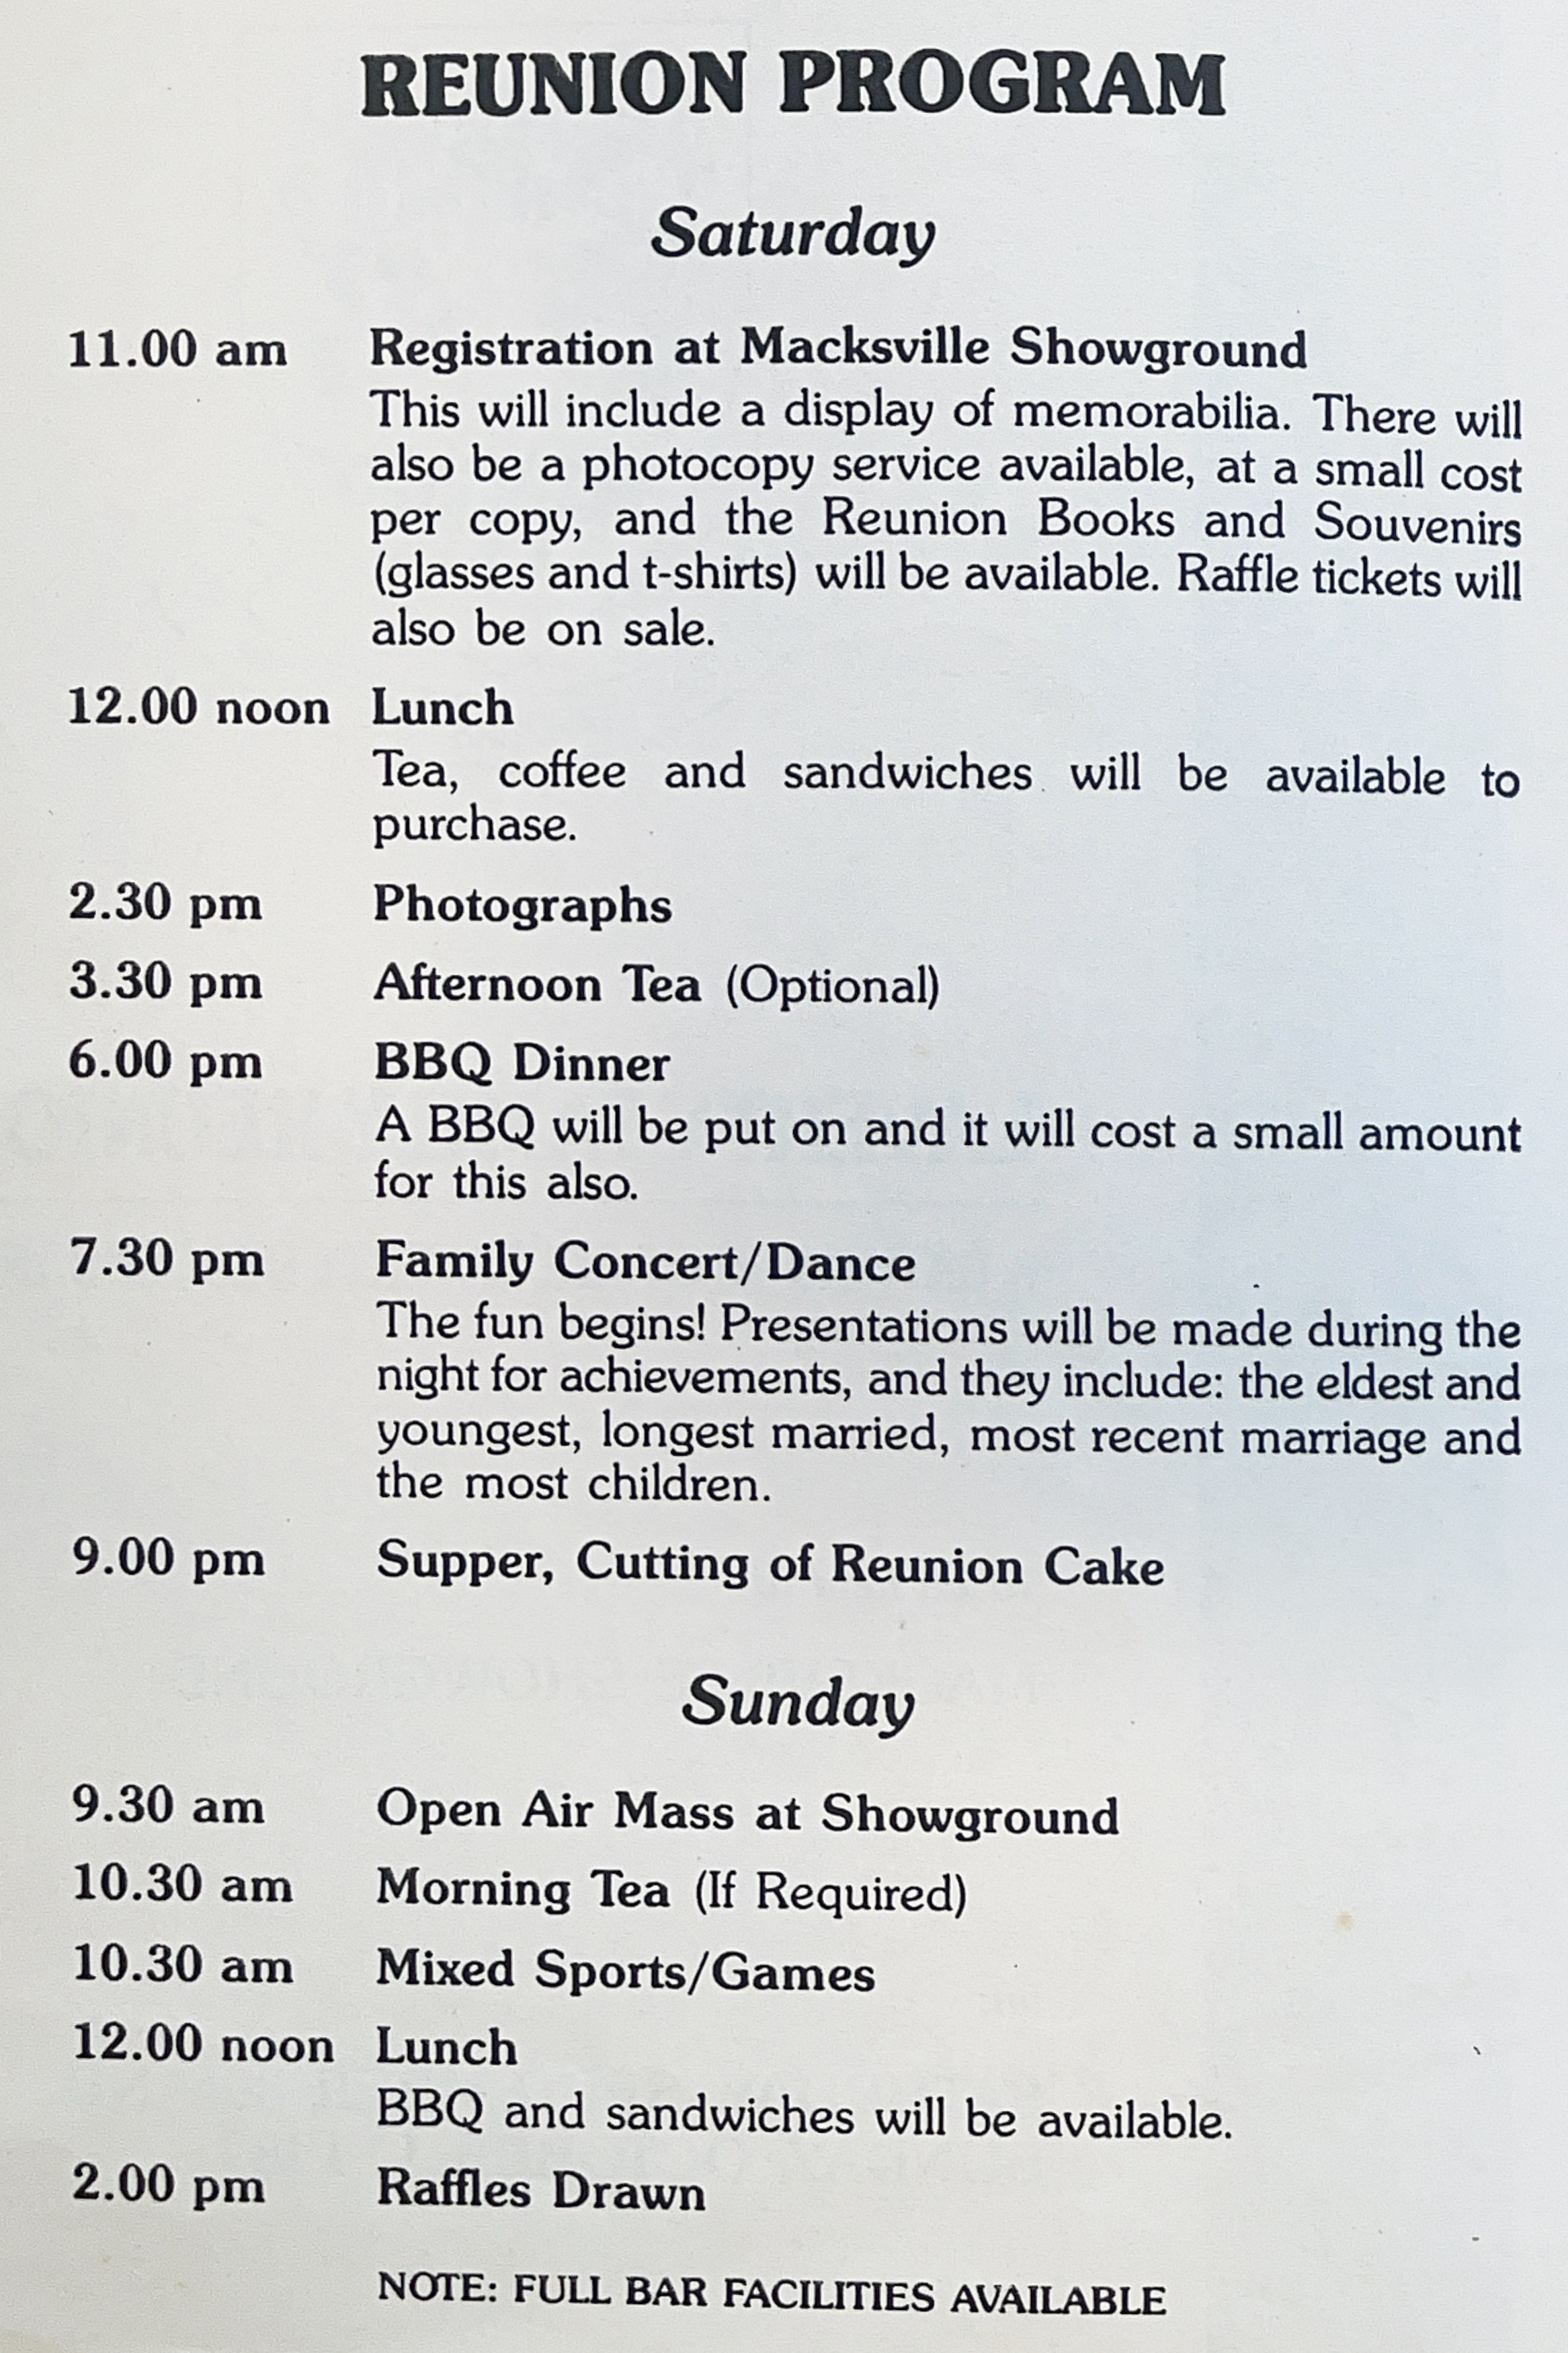 REUNION PROGRAM
Saturday
11.00 am Registration at Macksville Showground
This will include a display of memorabilia. There will
also be a photocopy service available, at a small cost
per copy, and the Reunion Books and Souvenirs
(glasses and t-shirts) will be available. Raffle tickets will
also be on sale.
12.00 noon Lunch
Tea, coffee and sandwiches will be available to
purchase.
2.30 pm Photographs
3.30 pm Afternoon Tea (Optional)
6.00 pm BBQ Dinner
A BBQ will be put on and it will cost a small amount
for this also.
7.30 pm Family Concert/Dance
The fun begins! Presentations will be made during the
night for achievements, and they include: the eldest and
youngest, longest married, most recent marriage and
the most children.
9.00 pm Supper, Cutting of Reunion Cake
Sunday
9.30 am Open Air Mass at Showground
10.30 am Morning Tea (If Required)
10.30 am Mixed Sports/Games
12.00 noon Lunch
BBQ and sandwiches will be available.
2.00 pm Raffles Drawn
NOTE: FULL BAR FACILITIES AVAILABLE